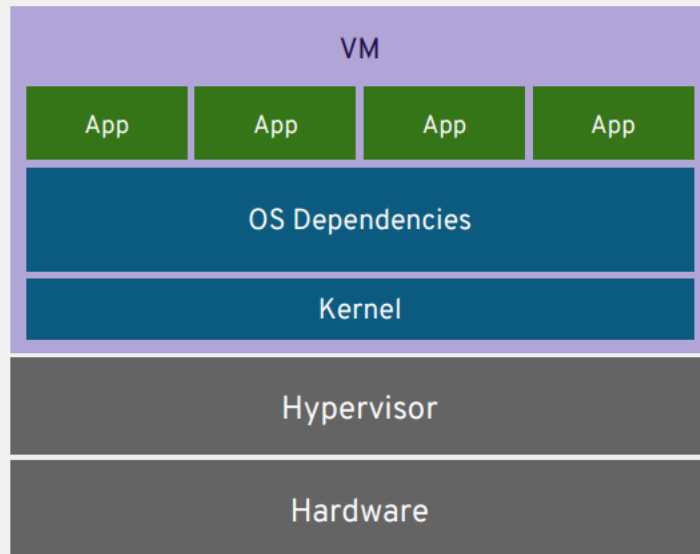 VM
App App App App
OS Dependencies
Kernel
Hypervisor
Hardware